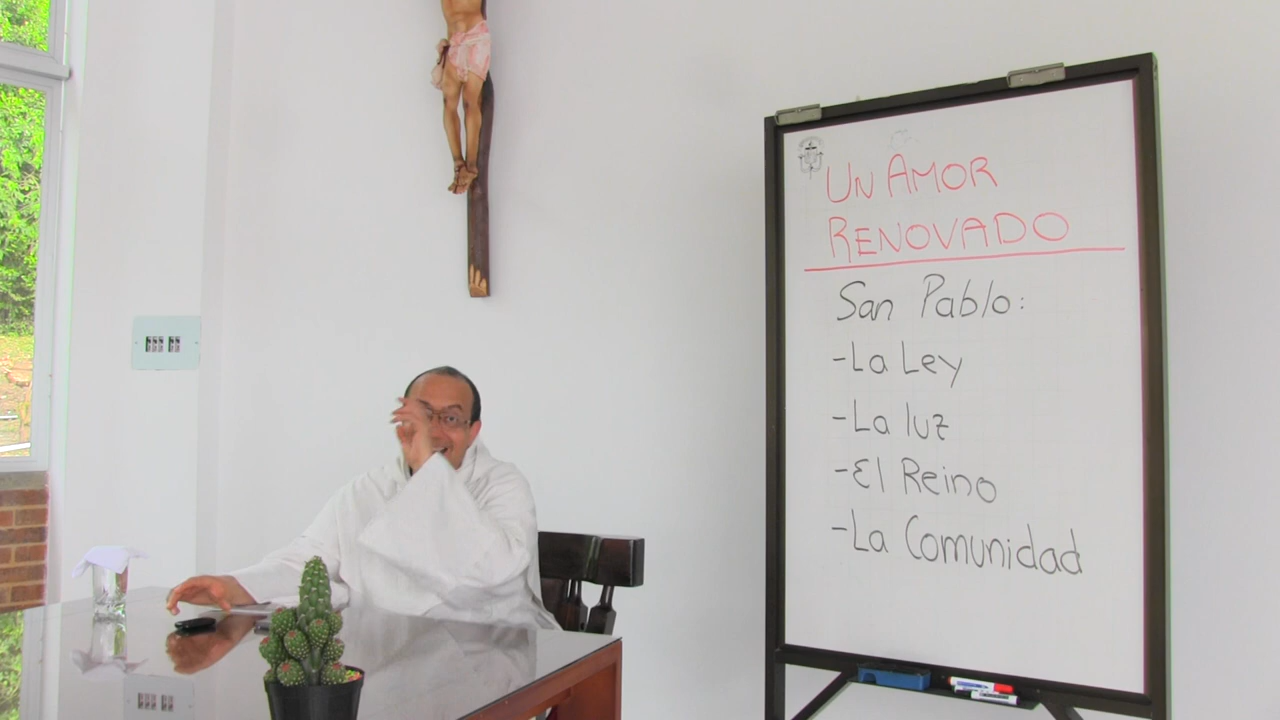 UN AMOR
RENOVADO
San Pablo:
-La Ley
-La luz
-El Reino
-La Comunidad